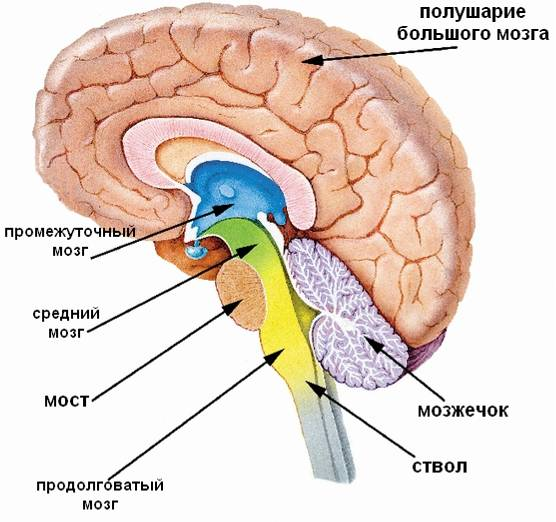 полушарие
большого мозга
промежуточный
мозг
средний
мозг
мост
мозжечок
ствол
продолговатый
мозг